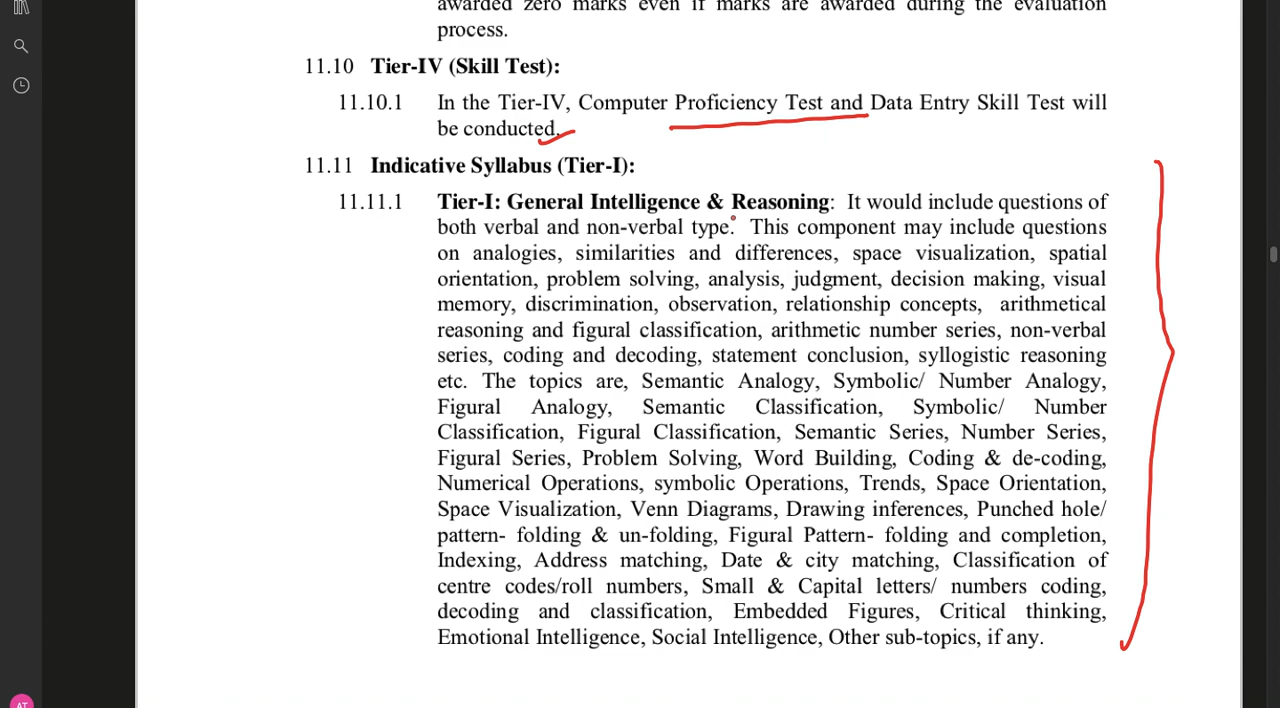 awarded zero marks even if marks are awarded during the evaluation
process.
11.10 Tier-IV (Skill Test):
11.10.1 In the Tier-IV, Computer Proficiency Test and Data Entry Skill Test will
be conducted.
11.11 Indicative Syllabus (Tier-I):
11.11.1 Tier-I: General Intelligence & Reasoning: It would include questions of
both verbal and non-verbal type. This component may include questions
on analogies, similarities and differences, space visualization, spatial
orientation, problem solving, analysis, judgment, decision making, visual
memory, discrimination, observation, relationship concepts, arithmetical
reasoning and figural classification, arithmetic number series, non-verbal
series, coding and decoding, statement conclusion, syllogistic reasoning
etc. The topics are, Semantic Analogy, Symbolic/ Number Analogy,
Figural Analogy, Semantic Classification, Symbolic/ Number
Classification, Figural Classification, Semantic Series, Number Series,
Figural Series, Problem Solving, Word Building, Coding & de-coding,
Numerical Operations, symbolic Operations, Trends, Space Orientation,
Space Visualization, Venn Diagrams, Drawing inferences, Punched hole/
pattern- folding & un-folding, Figural Pattern- folding and completion,
Indexing, Address matching, Date & city matching, Classification of
centre codes/roll numbers, Small & Capital letters/ numbers coding,
decoding and classification, Embedded Figures, Critical thinking,
Emotional Intelligence, Social Intelligence, Other sub-topics, if any.
AT